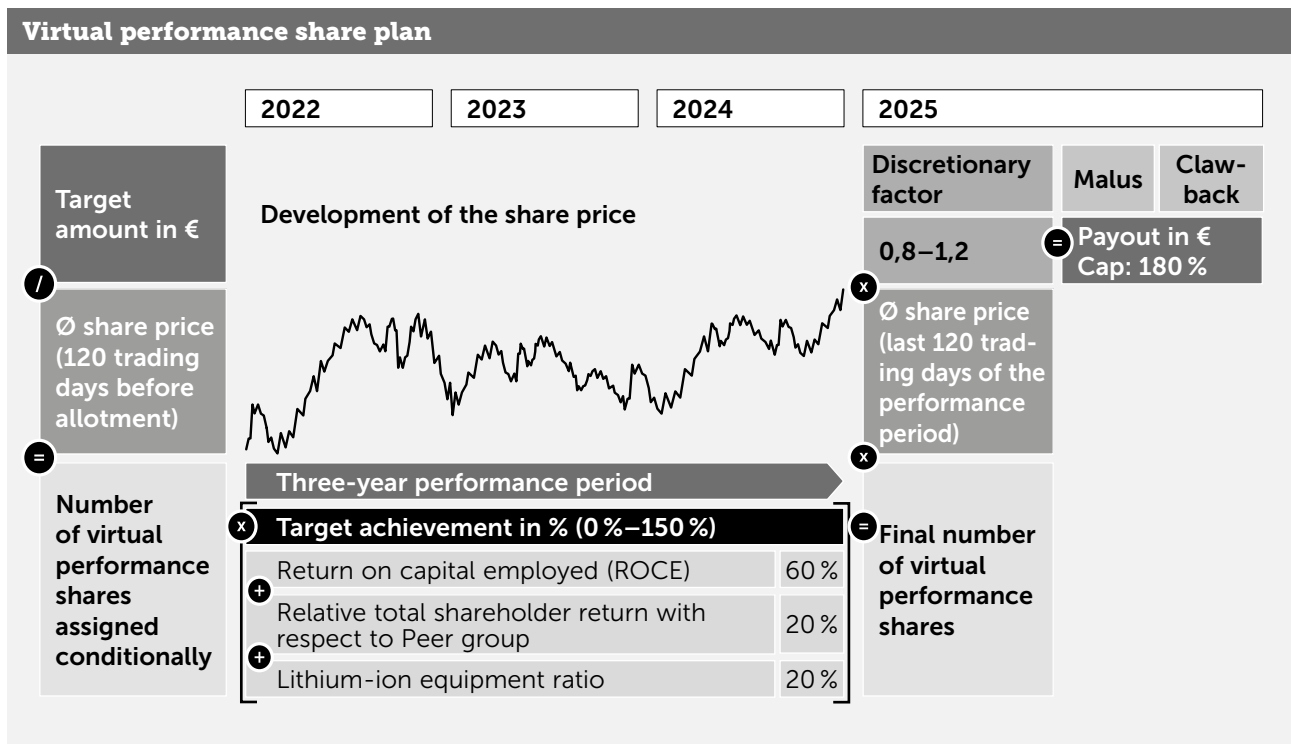 Virtual performance share plan
2022
2023
2024
2025
Target
amount in €
/
Ø share price
(120 trading
days before
allotment)
=
Number
of virtual
performance
shares
assigned
conditionally
Development of the share price
Three-year performance period
x
Target achievement in % (0 %–150 %)
Return on capital employed (ROCE)
60 %
+
Relative total shareholder return with
respect to Peer group
20 %
+
Lithium-ion equipment ratio
20 %
=
Discretionary
factor
0,8–1,2
x
Ø share price
(last 120 trad-
ing days of the
performance
period)
x
Final number
of virtual
performance
shares
Malus
Claw-
back
=
Payout in €
Cap: 180 %